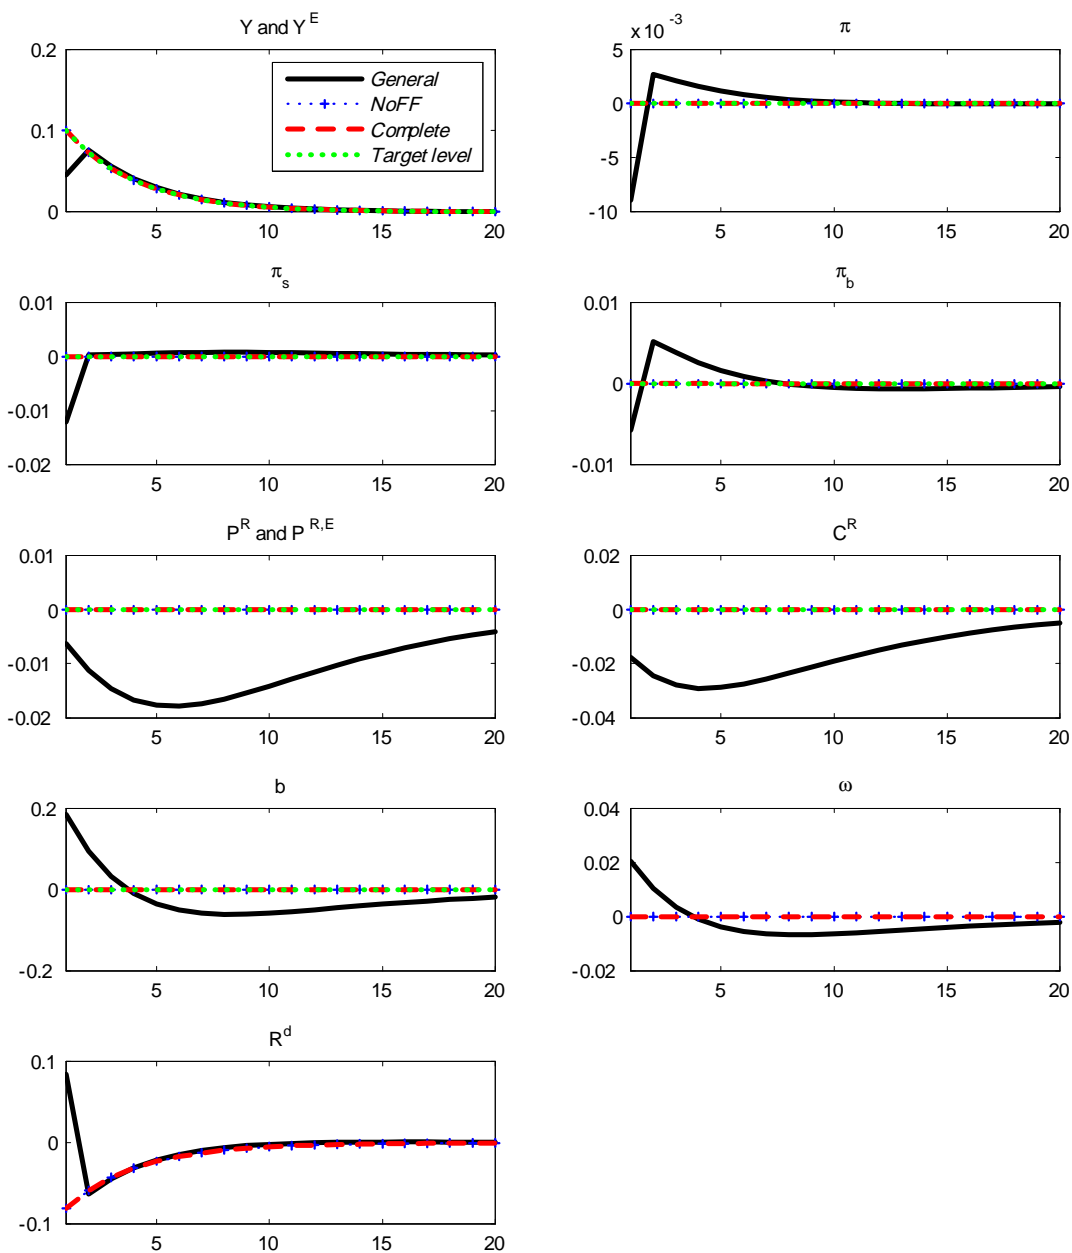 Y and Y^E
0.2
0.1
0
5 10 15 20
General
NoFF
Complete
Target level
π
x 10^-3
5
0
-5
-10
5 10 15 20
π_s
0.01
0
-0.01
-0.02
5 10 15 20
π_b
0.01
0
-0.01
5 10 15 20
P^R and P^R,E
0.01
0
-0.01
-0.02
5 10 15 20
C^R
0.02
0
-0.02
-0.04
5 10 15 20
b
0.2
0
-0.2
5 10 15 20
ω
0.04
0.02
0
-0.02
5 10 15 20
R^d
0.1
0
-0.1
5 10 15 20